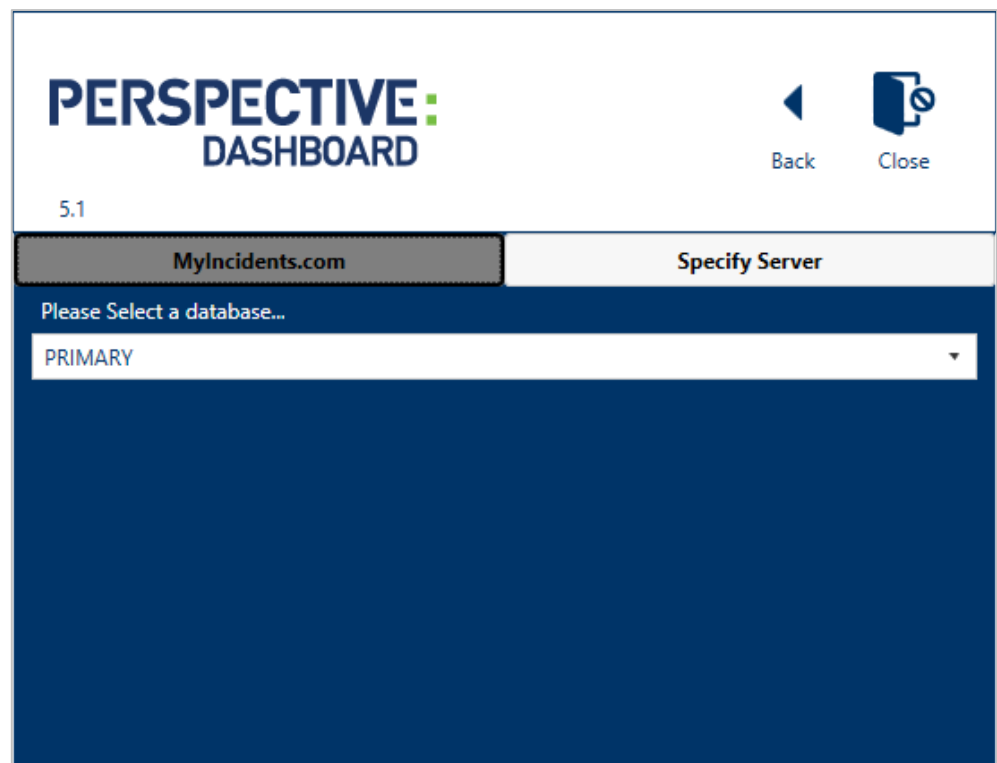 PERSPECTIVE:
DASHBOARD
Back Close
5.1
MyIncidents.com Specify Server
Please Select a database...
PRIMARY